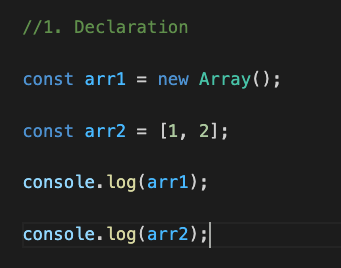 //1. Declaration
const arr1 = new Array();
const arr2 = [1, 2];
console.log(arr1);
console.log(arr2);